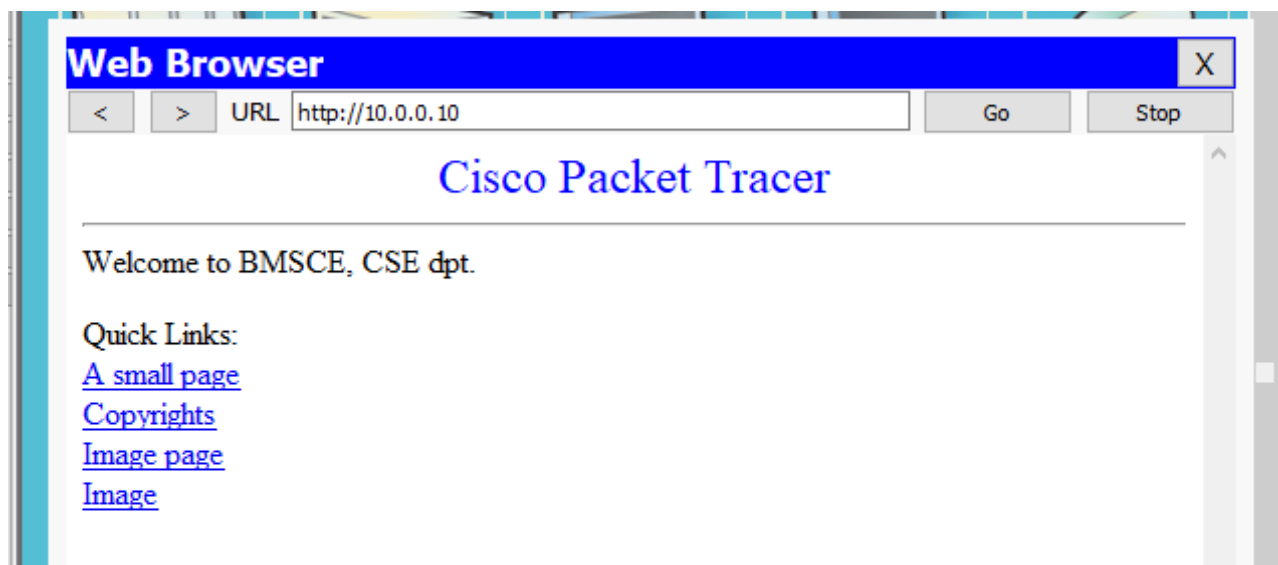 Web Browser X
< > URL http://10.0.0.10 Go Stop
Cisco Packet Tracer
Welcome to BMSCE, CSE dpt.
Quick Links:
A small page
Copyrights
Image page
Image